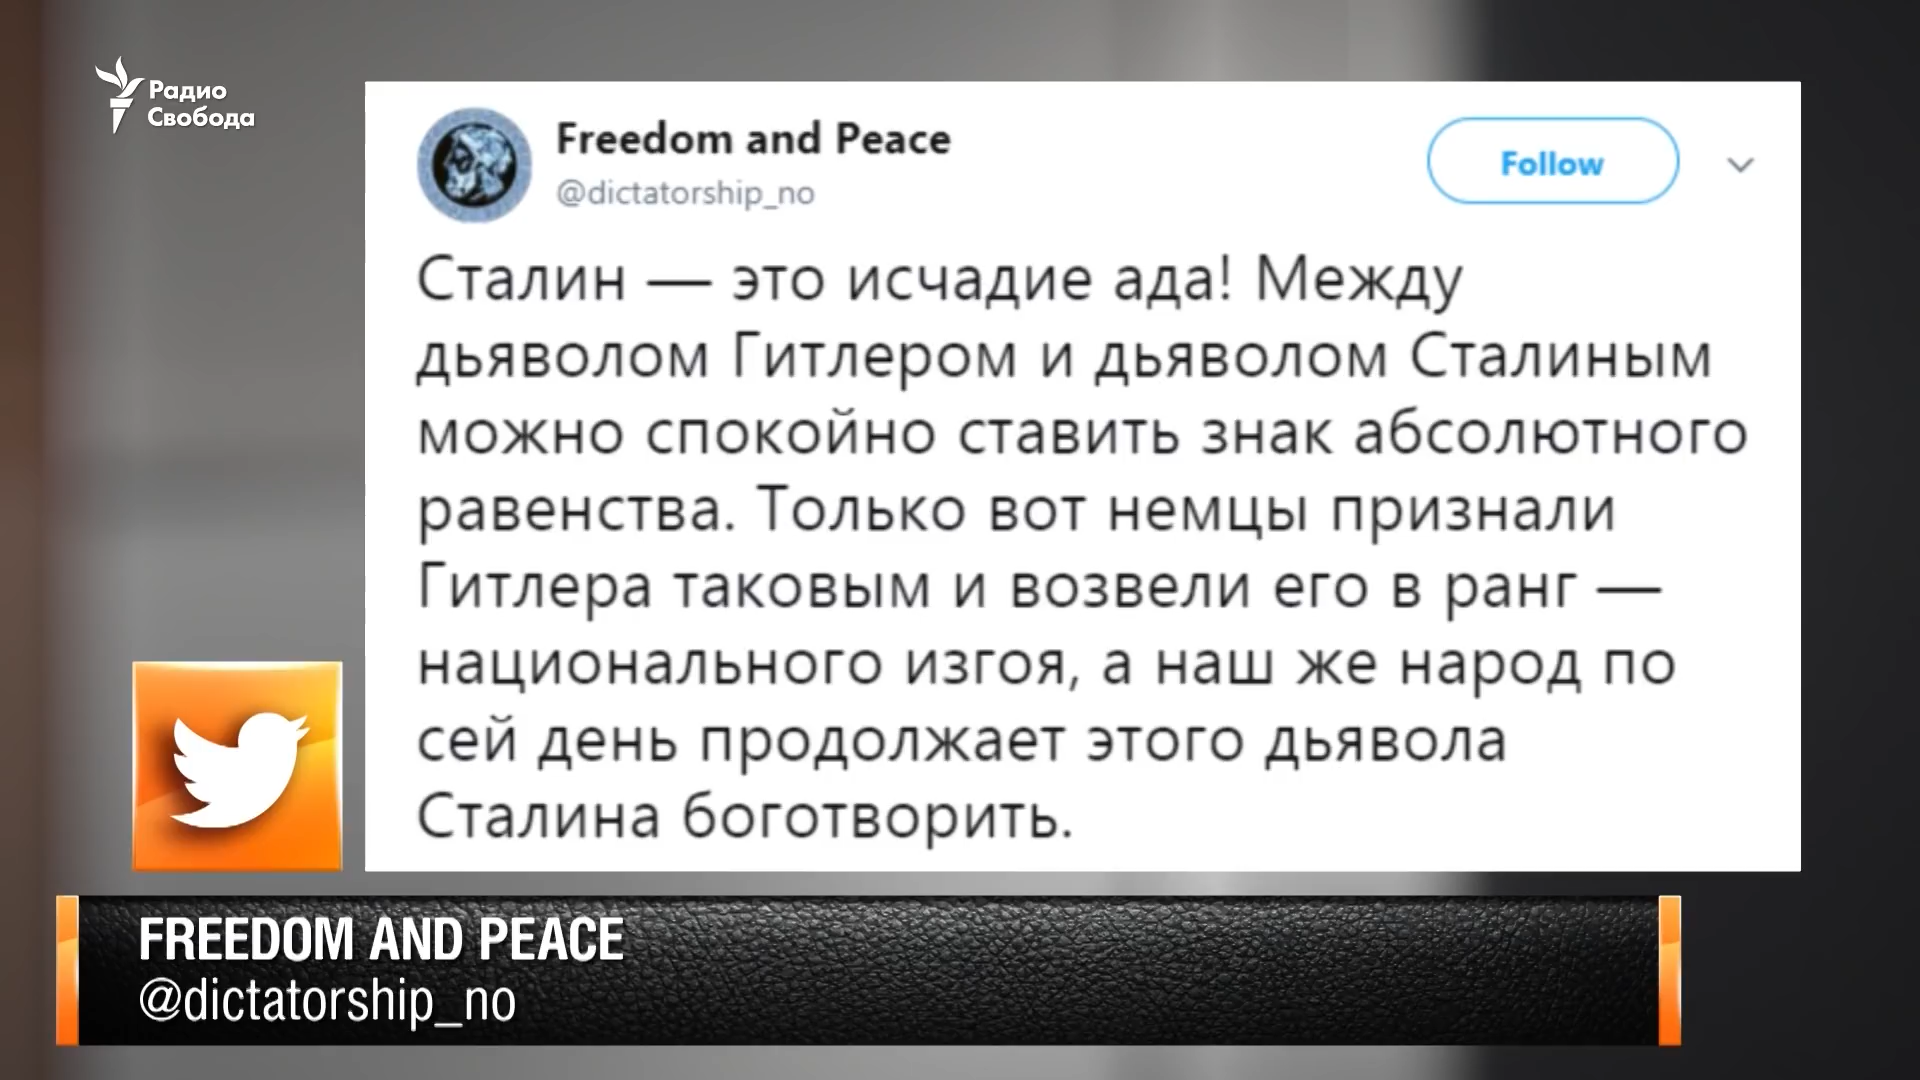 Радио
Свобода
Freedom and Peace
@dictatorship_no
Follow
Сталин — это исчадие ада! Между
дьяволом Гитлером и дьяволом Сталиным
можно спокойно ставить знак абсолютного
равенства. Только вот немцы признали
Гитлера таковым и возвели его в ранг —
национального изгоя, а наш же народ по
сей день продолжает этого дьявола
Сталина боготворить.
FREEDOM AND PEACE
@dictatorship_no